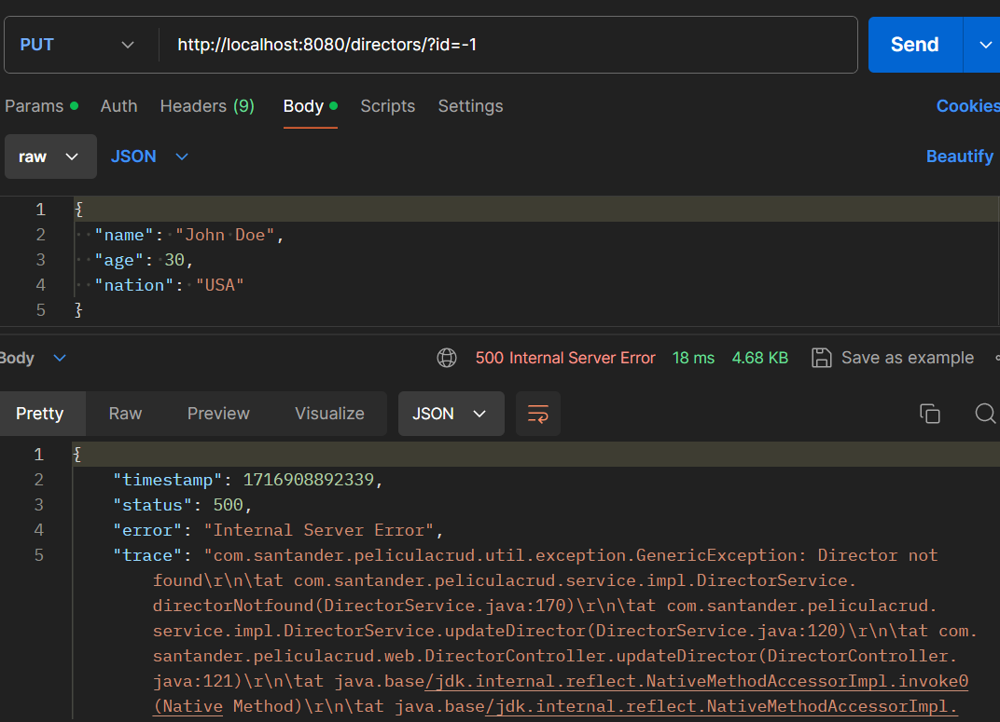 PUT http://localhost:8080/directors/?id=-1 Send
Params Auth Headers (9) Body Scripts Settings Cookies
raw JSON Beautify
1 {
2 "name": "John Doe",
3 "age": 30,
4 "nation": "USA"
5 }
Body 500 Internal Server Error 18 ms 4.68 KB Save as example
Pretty Raw Preview Visualize JSON
1 {
2 "timestamp": 1716908892339,
3 "status": 500,
4 "error": "Internal Server Error",
5 "trace": "com.santander.peliculacrud.util.exception.GenericException: Director not
found\r\n\tat com.santander.peliculacrud.service.impl.DirectorService.
directorNotfound(DirectorService.java:170)\r\n\tat com.santander.peliculacrud.
service.impl.DirectorService.updateDirector(DirectorService.java:120)\r\n\tat com.
santander.peliculacrud.web.DirectorController.updateDirector(DirectorController.
java:121)\r\n\tat java.base/jdk.internal.reflect.NativeMethodAccessorImpl.invoke0
(Native Method)\r\n\tat java.base/jdk.internal.reflect.NativeMethodAccessorImpl.